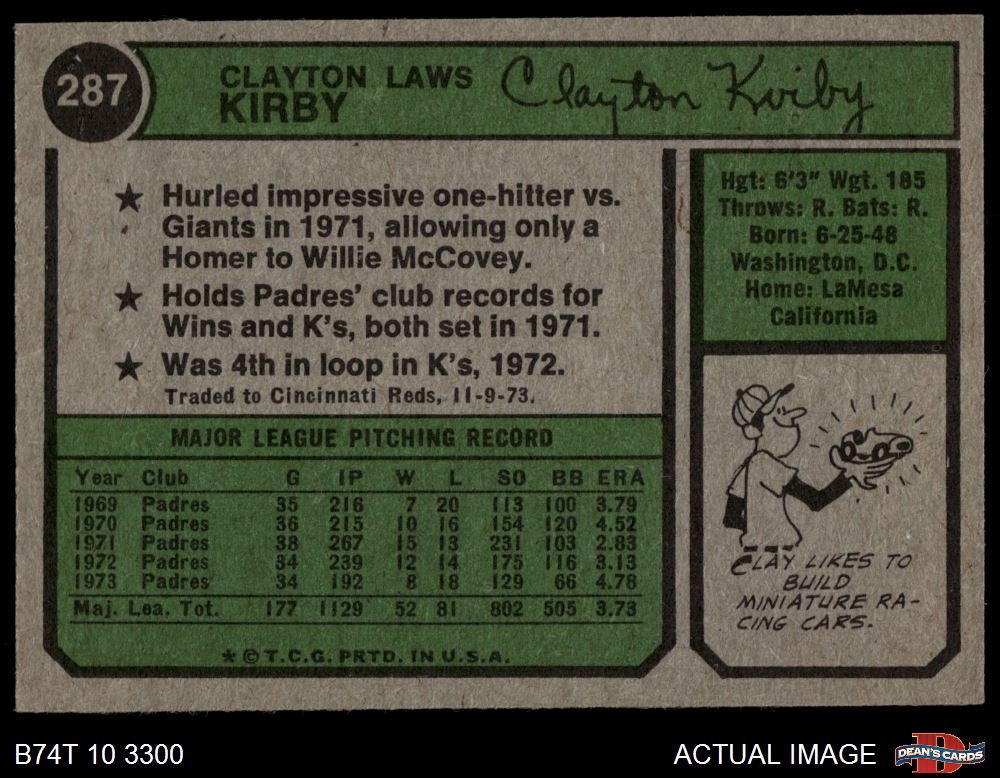 287
CLAYTON LAWS
KIRBY
Clayton Kirby
★ Hurled impressive one-hitter vs.
Giants in 1971, allowing only a
Homer to Willie McCovey.
★ Holds Padres' club records for
Wins and K's, both set in 1971.
★ Was 4th in loop in K's, 1972.
Traded to Cincinnati Reds, 11-9-73.
MAJOR LEAGUE PITCHING RECORD
Year Club G IP W L SO BB ERA
1969 Padres 35 216 7 20 113 100 3.79
1970 Padres 36 215 10 16 154 120 4.52
1971 Padres 38 267 15 13 231 103 2.83
1972 Padres 34 239 12 14 175 116 3.13
1973 Padres 34 192 8 18 129 66 4.78
Maj. Lea. Tot. 177 1129 52 81 802 505 3.73
* © T.C.G. PRTD. IN U.S.A.
Hgt: 6'3" Wgt. 185
Throws: R. Bats: R.
Born: 6-25-48
Washington, D.C.
Home: LaMesa
California
CLAY LIKES TO
BUILD
MINIATURE RA-
CING CARS.
B74T 10 3300
ACTUAL IMAGE
D
DEAN'S CARDS